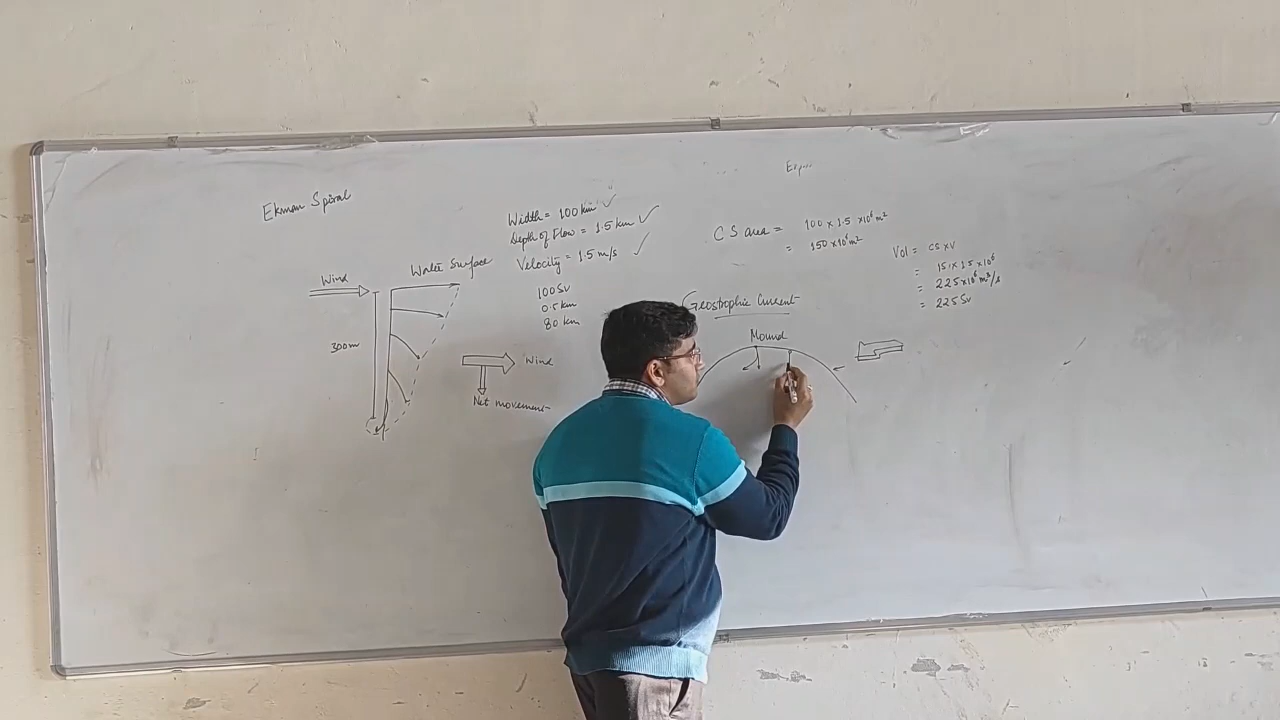 Ekman Spiral
Wind
Water Surface
300m
Wind
Net movement
Width = 100 km ✓
Depth of Flow = 1.5 km ✓
Velocity = 1.5 m/s ✓
100 Sv
0.5 km
80 km
CS area = 100 x 1.5 x10⁶ m²
= 150 x10⁶ m²
Vol = CS x V
= 150 x 1.5 x 10⁶
= 225 x 10⁶ m³/s
= 225 Sv
Geostrophic Current
Mound